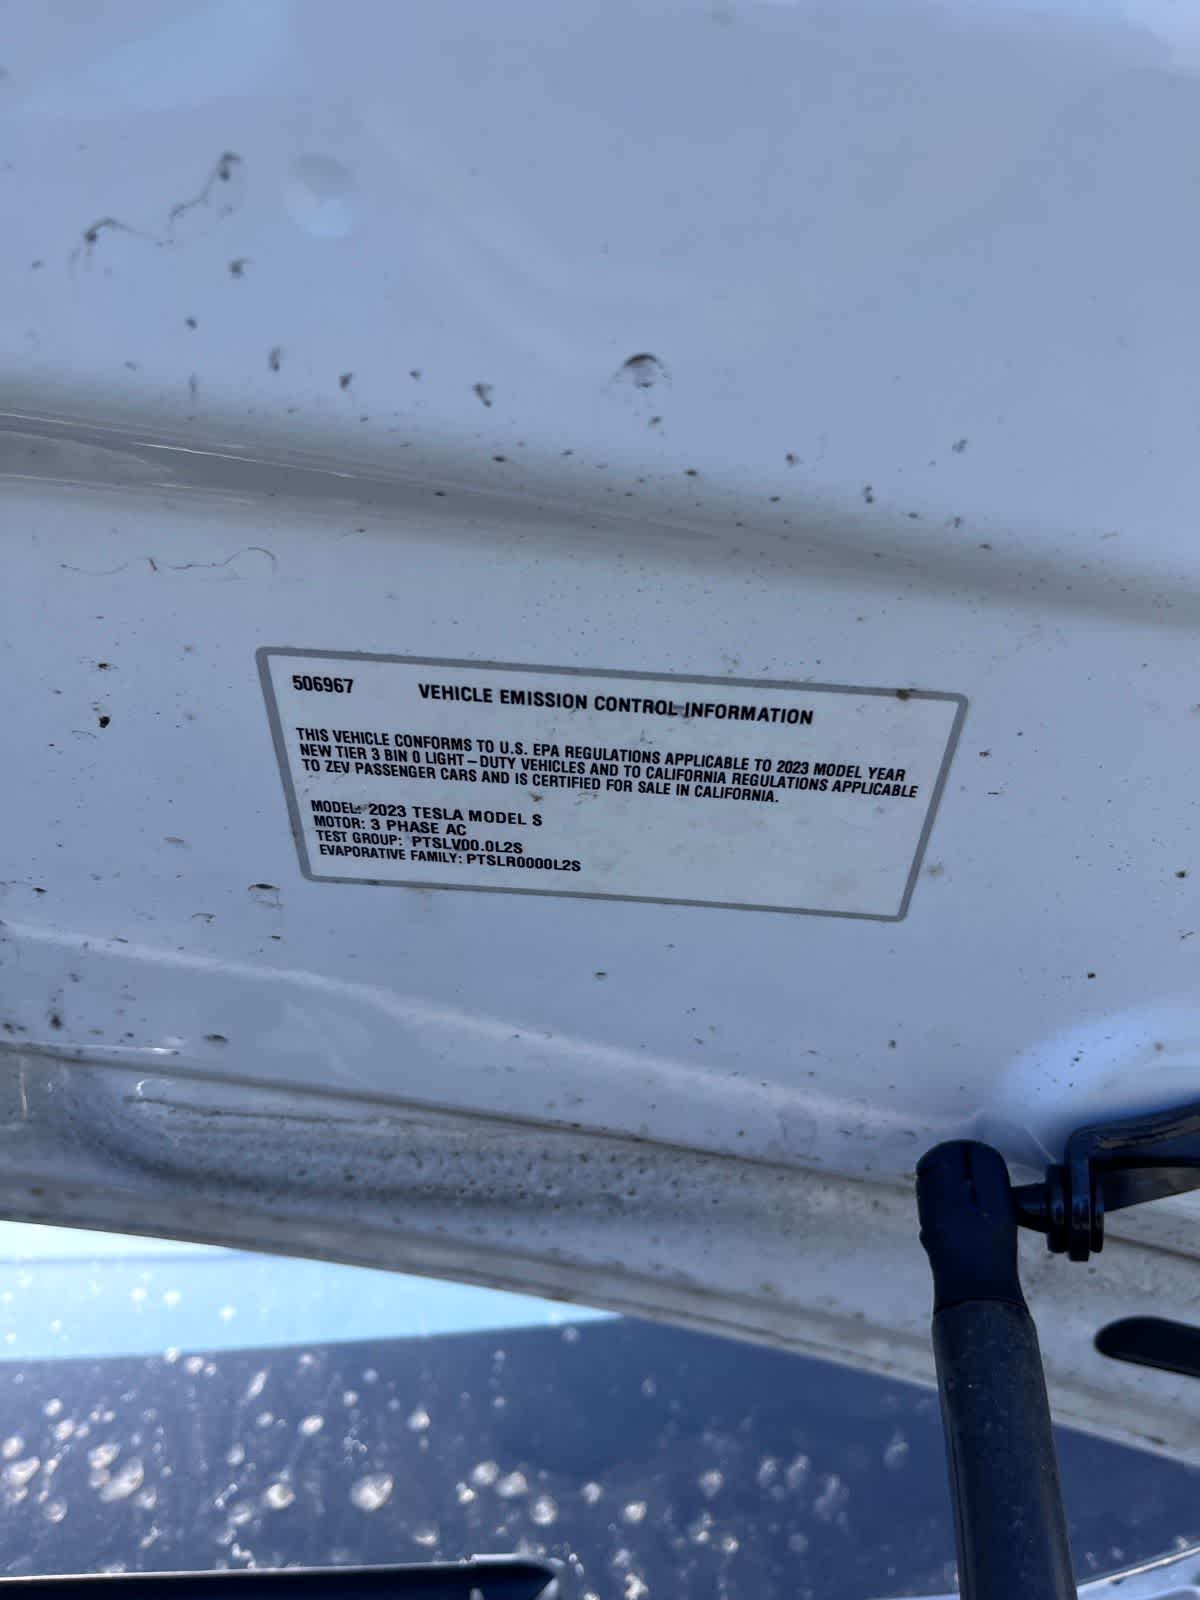 506967 VEHICLE EMISSION CONTROL INFORMATION
THIS VEHICLE CONFORMS TO U.S. EPA REGULATIONS APPLICABLE TO 2023 MODEL YEAR
NEW TIER 3 BIN 0 LIGHT-DUTY VEHICLES AND TO CALIFORNIA REGULATIONS APPLICABLE
TO ZEV PASSENGER CARS AND IS CERTIFIED FOR SALE IN CALIFORNIA.
MODEL: 2023 TESLA MODEL S
MOTOR: 3 PHASE AC
TEST GROUP: PTSLV00.0L2S
EVAPORATIVE FAMILY: PTSLR0000L2S